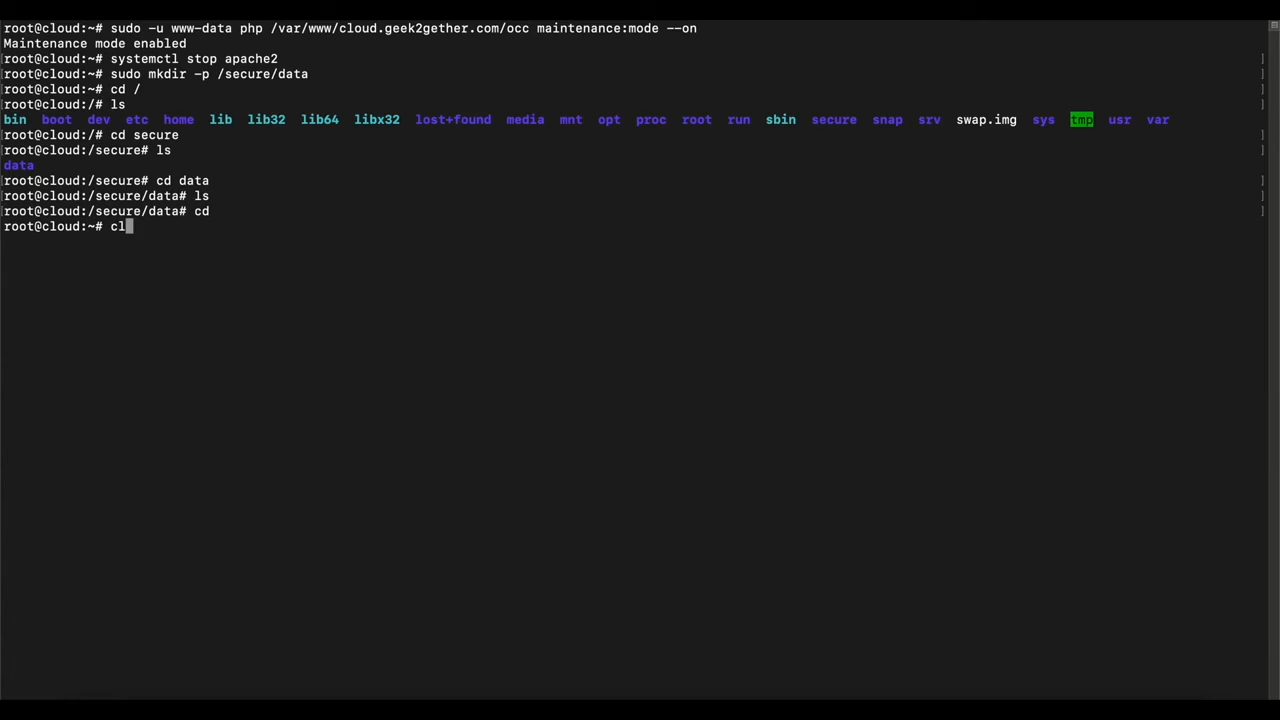 root@cloud:~# sudo -u www-data php /var/www/cloud.geek2gether.com/occ maintenance:mode --on
Maintenance mode enabled
[root@cloud:~# systemctl stop apache2 ]
[root@cloud:~# sudo mkdir -p /secure/data ]
[root@cloud:~# cd / ]
[root@cloud:/# ls ]
bin boot dev etc home lib lib32 lib64 libx32 lost+found media mnt opt proc root run sbin secure snap srv swap.img sys tmp usr var
[root@cloud:/# cd secure ]
[root@cloud:/secure# ls ]
data
[root@cloud:/secure# cd data ]
[root@cloud:/secure/data# ls ]
[root@cloud:/secure/data# cd ]
root@cloud:~# cl